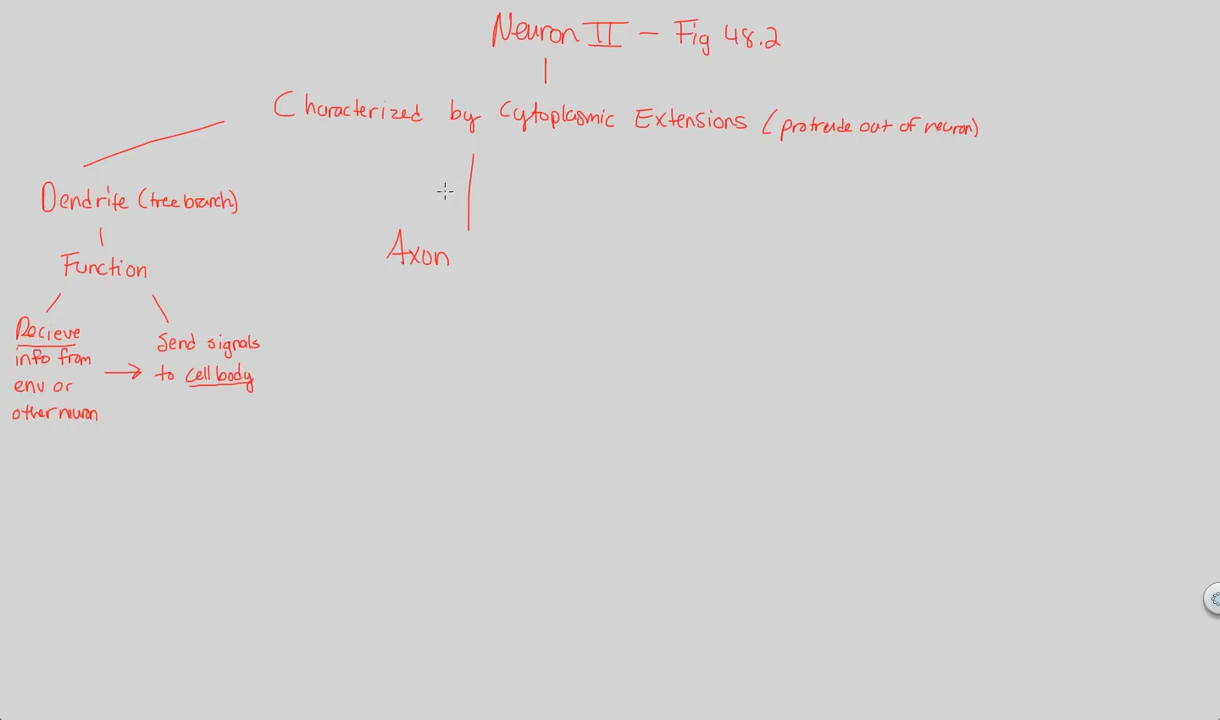 Neuron II - Fig 48.2
Characterized by Cytoplasmic Extensions (protrude out of neuron)
Dendrite (tree branch)
Function
Recieve
info from
env or
other neuron
Send signals
to cell body
Axon